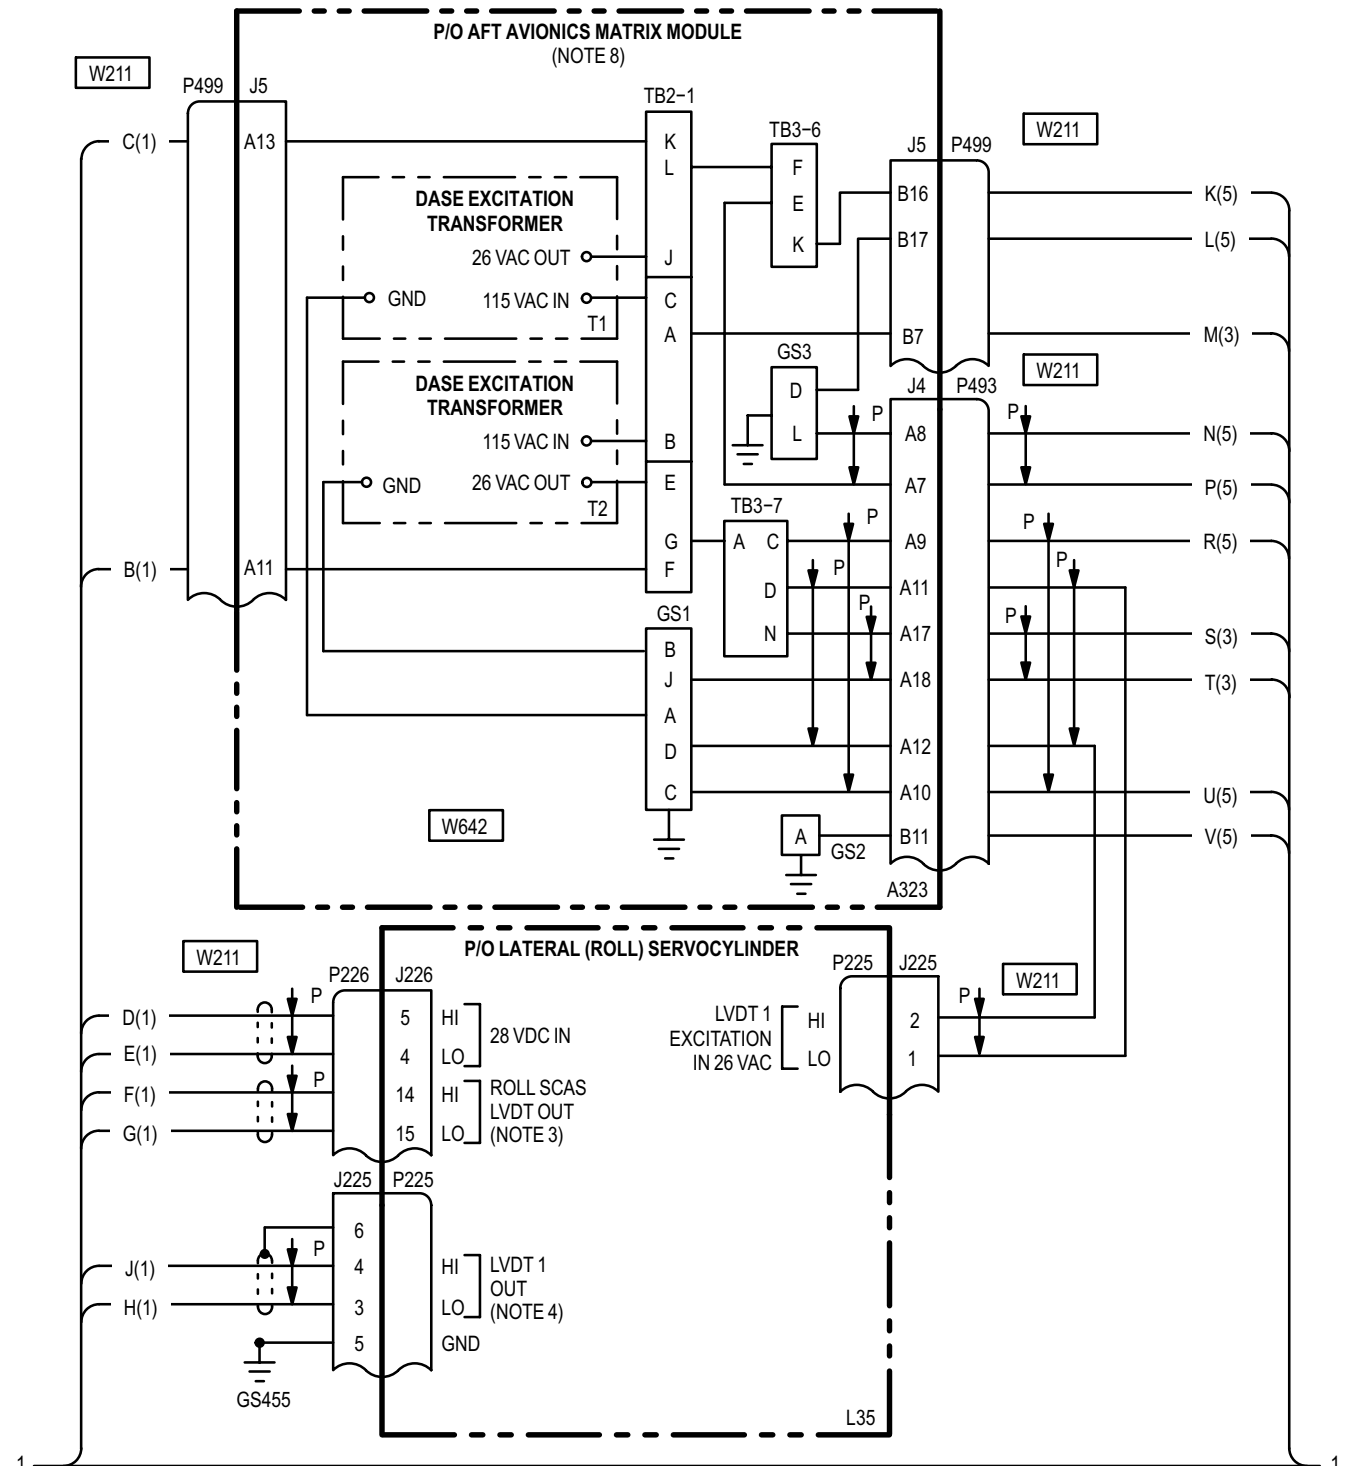 P/O AFT AVIONICS MATRIX MODULE
(NOTE 8)
W211
P499 J5
TB2−1
TB3−6
J5 P499
W211
C(1)
A13
K
L
F
E
K
B16
K(5)
DASE EXCITATION
TRANSFORMER
26 VAC OUT
J
B17
L(5)
GND
115 VAC IN
C
T1
A
B7
M(3)
GS3
W211
DASE EXCITATION
TRANSFORMER
D
J4 P493
P
P
115 VAC IN
B
L
A8
N(5)
GND
26 VAC OUT
E
A7
P(5)
T2
TB3−7
P
P
G
A C
A9
R(5)
B(1)
A11
F
P
P
D
A11
GS1
P
P
N
A17
S(3)
B
J
A18
T(3)
A
D
A12
C
A10
U(5)
W642
A
GS2
B11
V(5)
A323
P/O LATERAL (ROLL) SERVOCYLINDER
W211
P226 J226
P225 J225
W211
P
P
D(1)
5
HI
28 VDC IN
E(1)
4
LO
LVDT 1
EXCITATION
IN 26 VAC
HI
LO
2
1
P
F(1)
14
HI
ROLL SCAS
LVDT OUT
(NOTE 3)
G(1)
15
LO
J225 P225
6
P
J(1)
4
HI
LVDT 1
OUT
(NOTE 4)
H(1)
3
LO
5
GND
GS455
L35
1
1